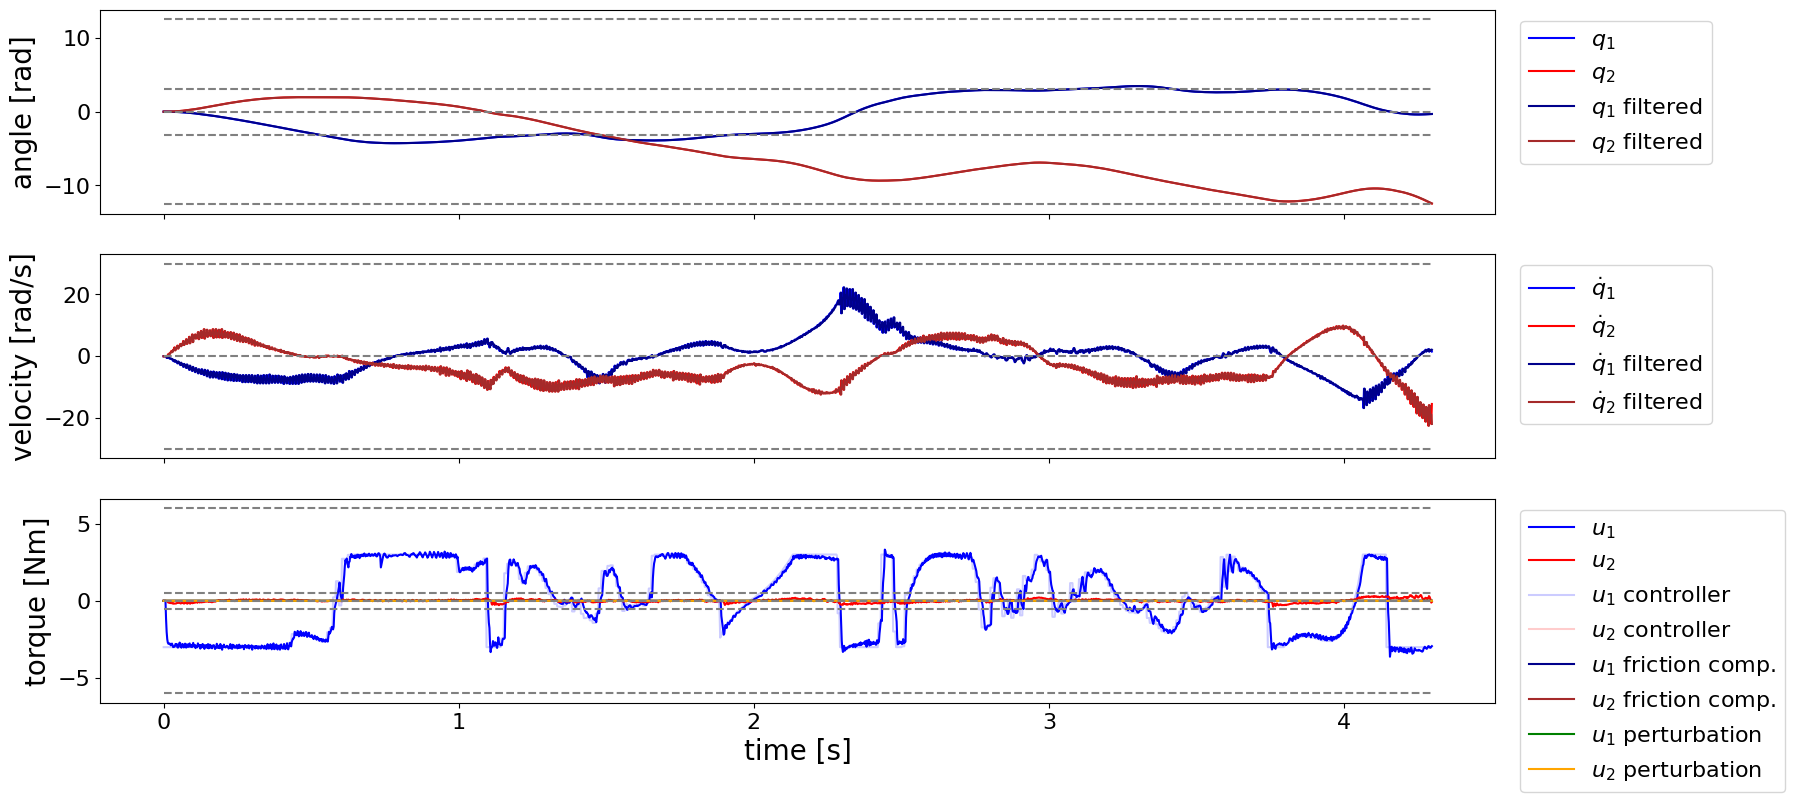 angle [rad]
10
0
−10
q₁
q₂
q₁ filtered
q₂ filtered
velocity [rad/s]
20
0
−20
q̇₁
q̇₂
q̇₁ filtered
q̇₂ filtered
torque [Nm]
5
0
−5
u₁
u₂
u₁ controller
u₂ controller
u₁ friction comp.
u₂ friction comp.
u₁ perturbation
u₂ perturbation
0 1 2 3 4
time [s]